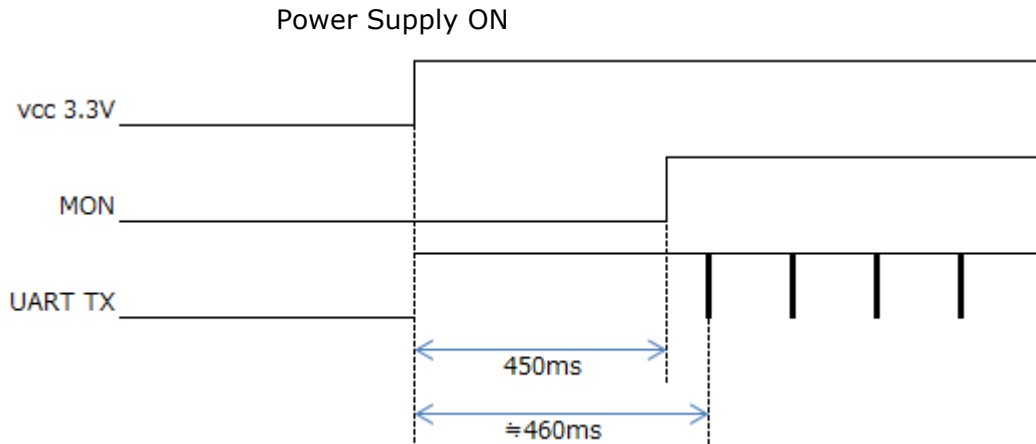 Power Supply ON
vcc 3.3V
MON
UART TX
450ms
≒460ms